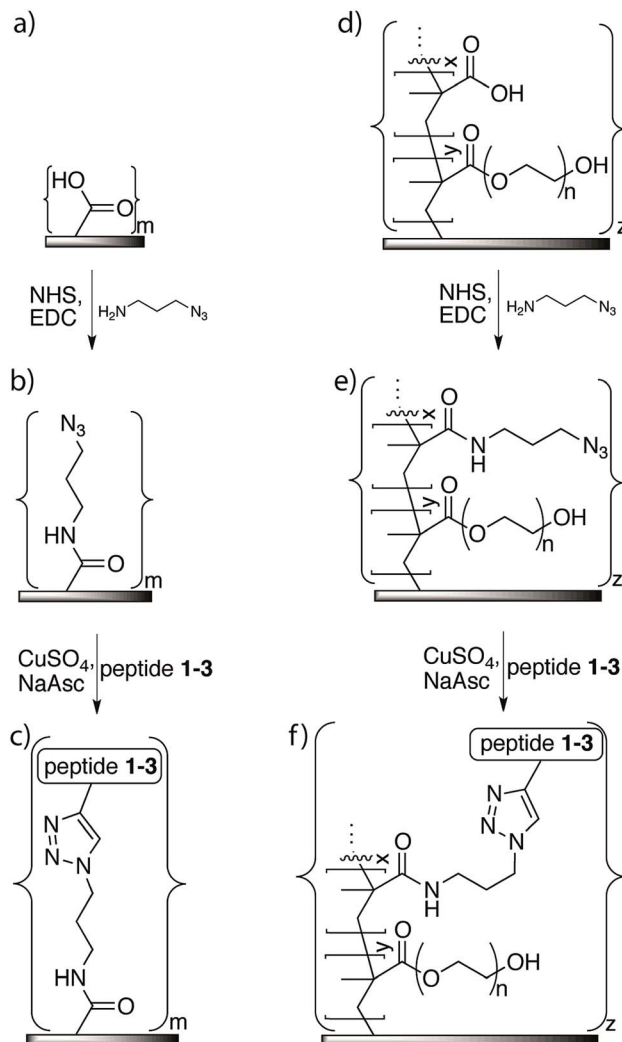 a)
HO
O
m
NHS,
EDC
H₂N
N₃
b)
N₃
HN
O
m
CuSO₄,
NaAsc
peptide 1-3
c)
peptide 1-3
N
N
N
HN
O
m
d)
x
O
OH
y
O
O
n
OH
z
NHS,
EDC
H₂N
N₃
e)
x
O
N
H
N₃
y
O
O
n
OH
z
CuSO₄,
NaAsc
peptide 1-3
f)
peptide 1-3
N
N
N
x
O
N
H
y
O
O
n
OH
z